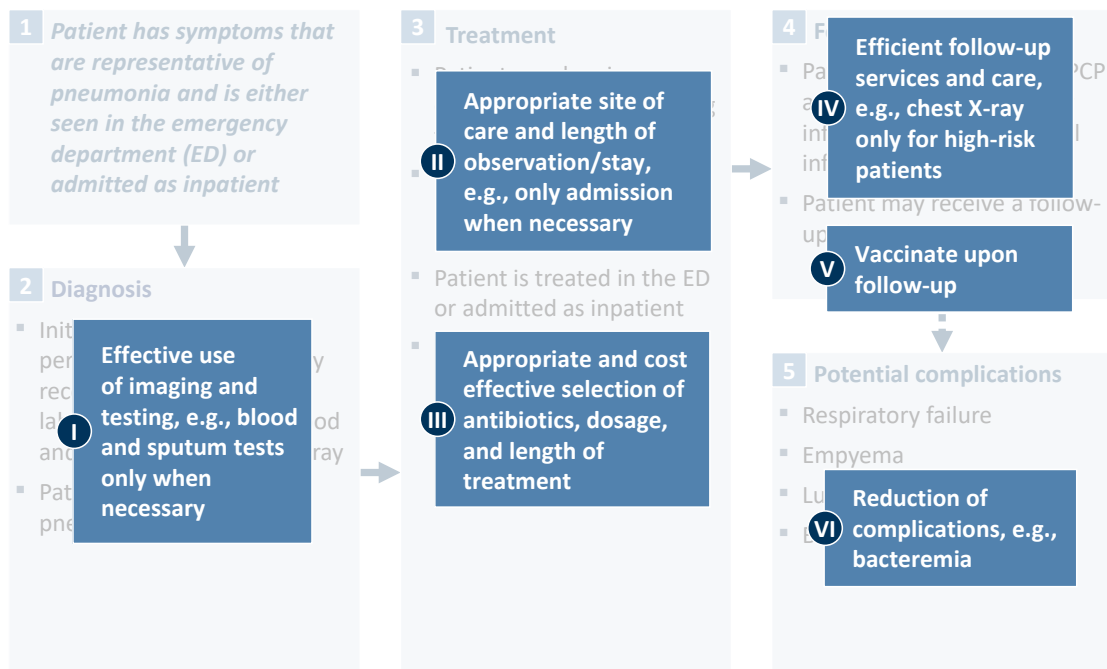 1
Patient has symptoms that
are representative of
pneumonia and is either
seen in the emergency
department (ED) or
admitted as inpatient
2
Diagnosis
I
Effective use
of imaging and
testing, e.g., blood
and sputum tests
only when
necessary
ray
3
Treatment
II
Appropriate site of
care and length of
observation/stay,
e.g., only admission
when necessary
Patient is treated in the ED
or admitted as inpatient
III
Appropriate and cost
effective selection of
antibiotics, dosage,
and length of
treatment
4
PCP
IV
Efficient follow-up
services and care,
e.g., chest X-ray
only for high-risk
patients
Patient may receive a follow-
up
V
Vaccinate upon
follow-up
5
Potential complications
Respiratory failure
Empyema
VI
Reduction of
complications, e.g.,
bacteremia